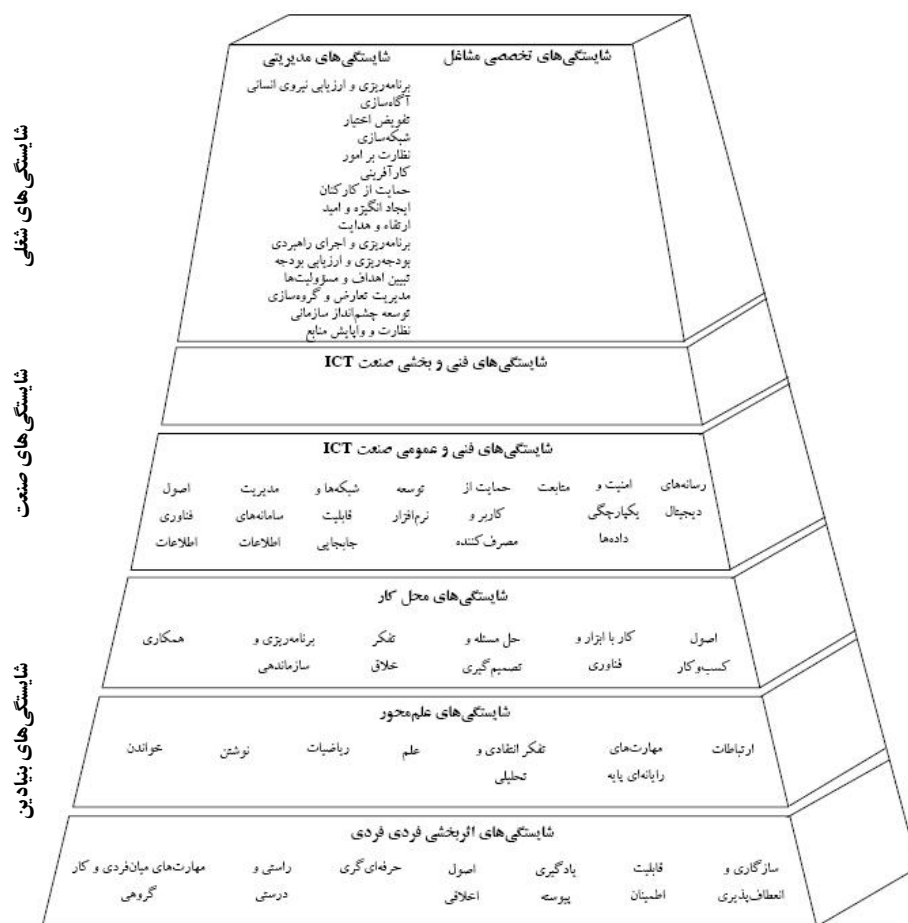 شایستگی‌های تخصصی مشاغل
شایستگی‌های مدیریتی
برنامه‌ریزی و ارزیابی نیروی انسانی
آگاه‌سازی
تفویض اختیار
شبکه‌سازی
نظارت بر امور
کارآفرینی
حمایت از کارکنان
ایجاد انگیزه و امید
ارتقاء و هدایت
برنامه‌ریزی و اجرای راهبردی
بودجه‌ریزی و ارزیابی بودجه
تبیین اهداف و مسؤولیت‌ها
مدیریت تعارض و گروه‌سازی
توسعه چشم‌انداز سازمانی
نظارت و واپایش منابع
شایستگی‌های شغلی
شایستگی‌های فنی و بخشی صنعت ICT
شایستگی‌های صنعت
شایستگی‌های فنی و عمومی صنعت ICT
رسانه‌های
دیجیتال
امنیت و
یکپارچگی
داده‌ها
متابعت
حمایت از
کاربر و
مصرف‌کننده
توسعه
نرم‌افزار
شبکه‌ها و
قابلیت
جابجایی
مدیریت
سامانه‌های
اطلاعات
اصول
فناوری
اطلاعات
شایستگی‌های محل کار
اصول
کسب‌و‌کار
کار با ابزار و
فناوری
حل مسئله و
تصمیم‌گیری
تفکر
خلاق
برنامه‌ریزی و
سازماندهی
همکاری
شایستگی‌های بنیادین
شایستگی‌های علم‌محور
ارتباطات
مهارت‌های
رایانه‌ای پایه
تفکر انتقادی و
تحلیلی
علم
ریاضیات
نوشتن
خواندن
شایستگی‌های اثربخشی فردی فردی
سازگاری و
انعطاف‌پذیری
قابلیت
اطمینان
یادگیری
پیوسته
اصول
اخلاقی
حرفه‌ای‌گری
راستی و
درستی
مهارت‌های میان‌فردی و کار
گروهی